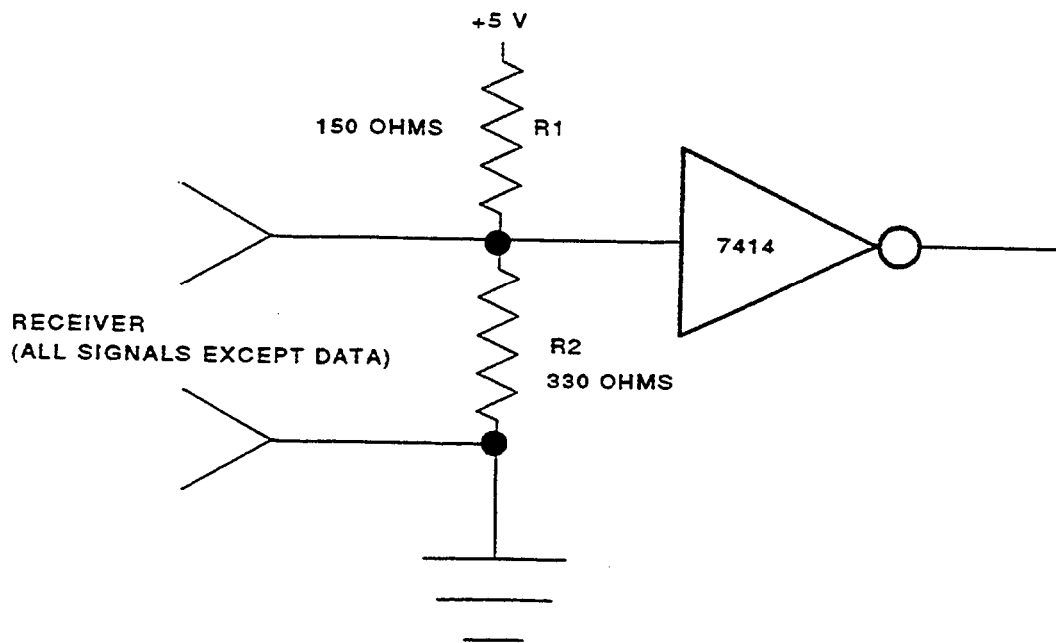 +5 V
150 OHMS
R1
7414
RECEIVER
(ALL SIGNALS EXCEPT DATA)
R2
330 OHMS